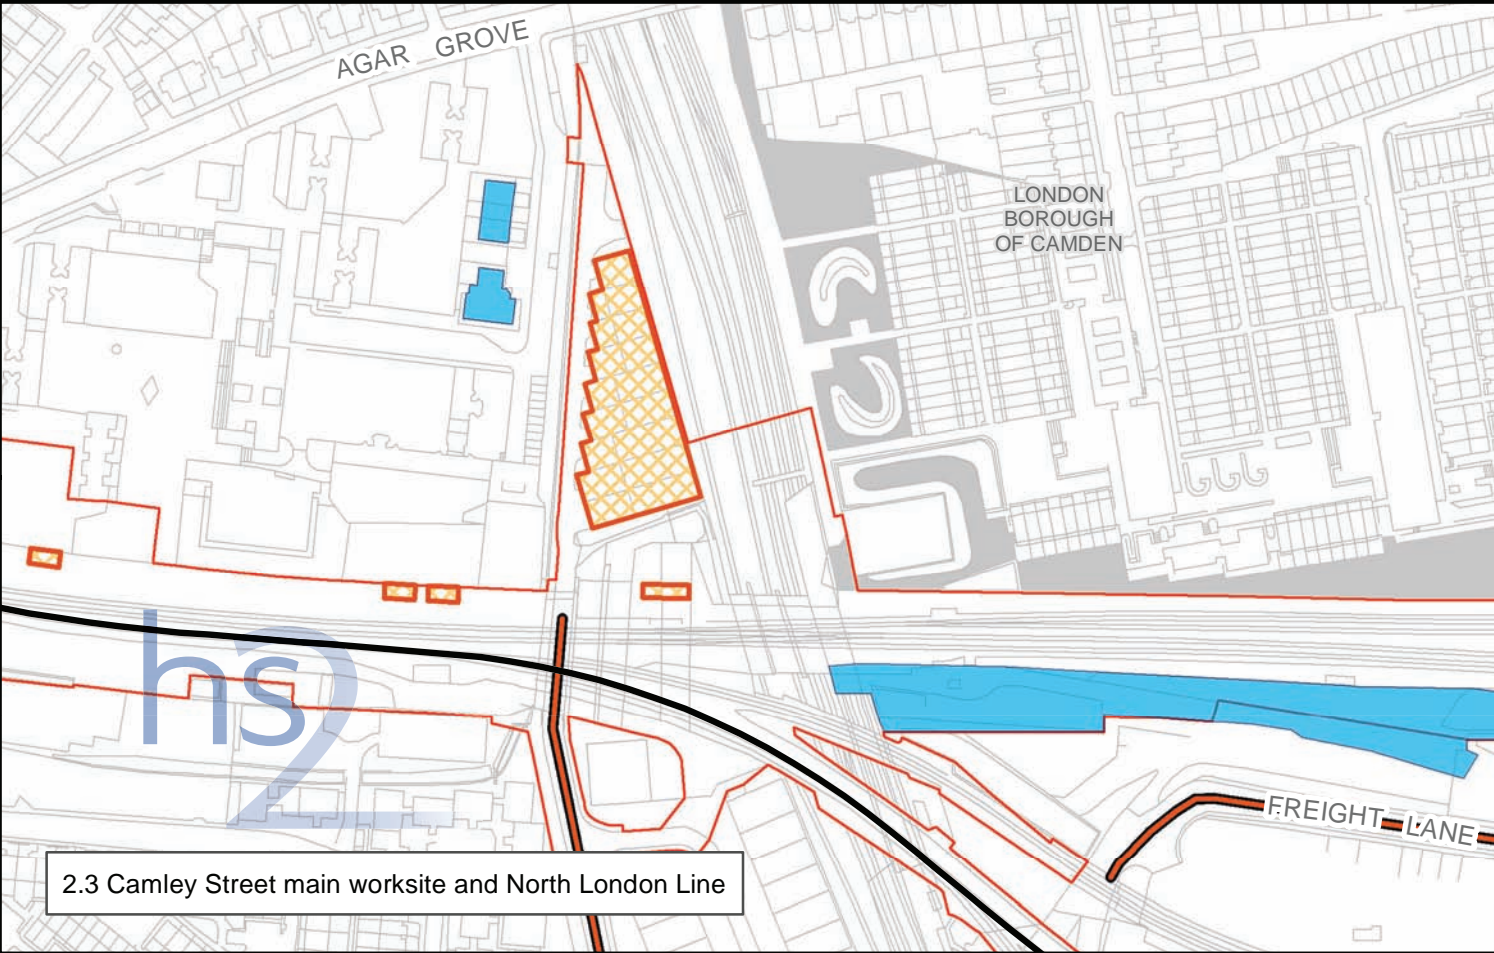 AGAR GROVE
LONDON
BOROUGH
OF CAMDEN
hs2
FREIGHT LANE
2.3 Camley Street main worksite and North London Line